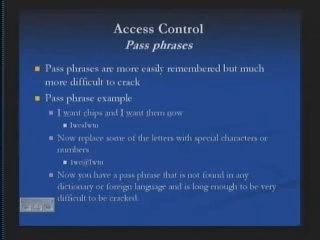 Access Control
Pass phrases
Pass phrases are more easily remembered but much
more difficult to crack
Pass phrase example
I want chips and I want them now
Now replace some of the letters with special characters or
numbers
Now you have a pass phrase that is not found in any
dictionary or foreign language and is long enough to be very
difficult to be cracked.